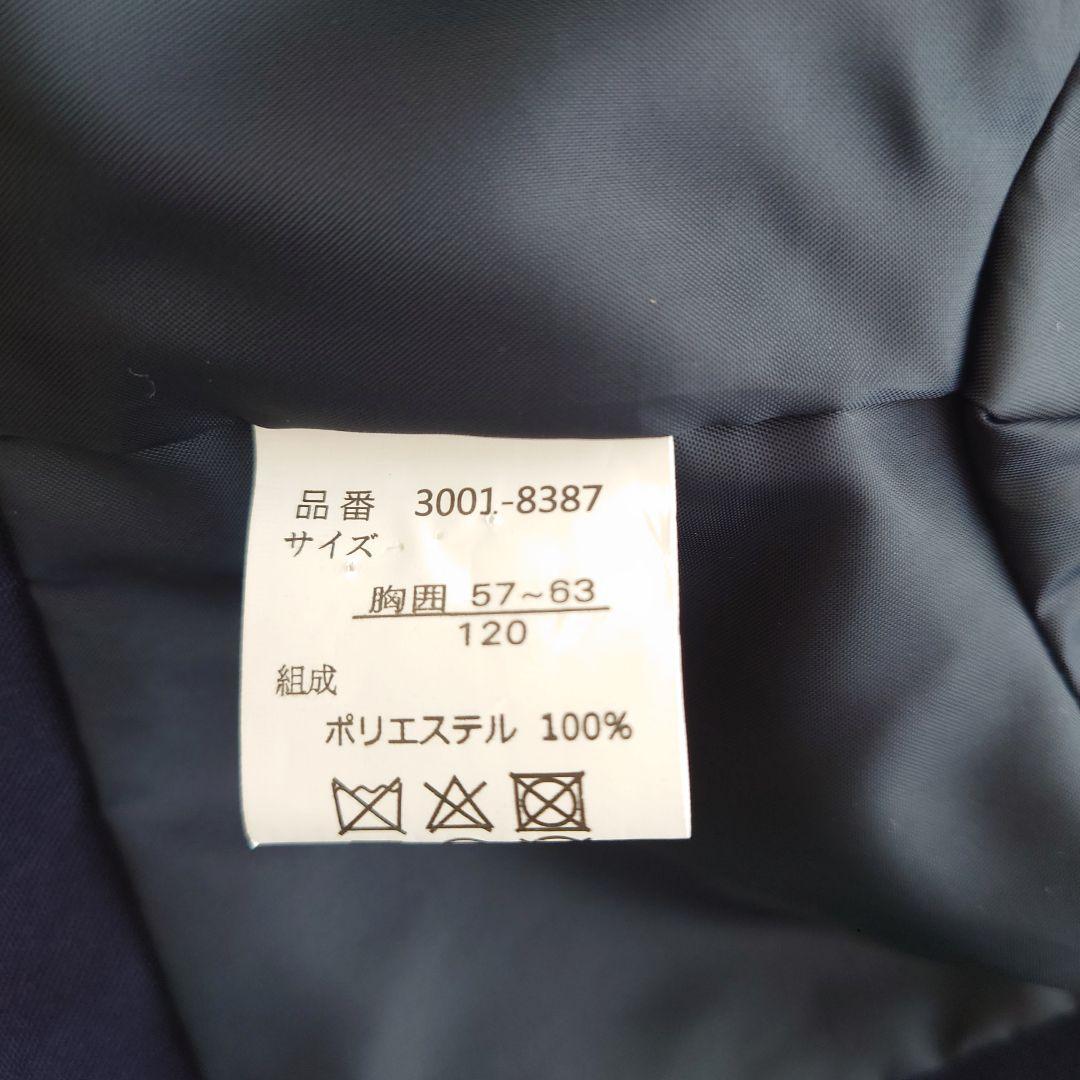 品番 3001-8387
サイズ
胸囲 57~63
120
組成
ポリエステル 100%